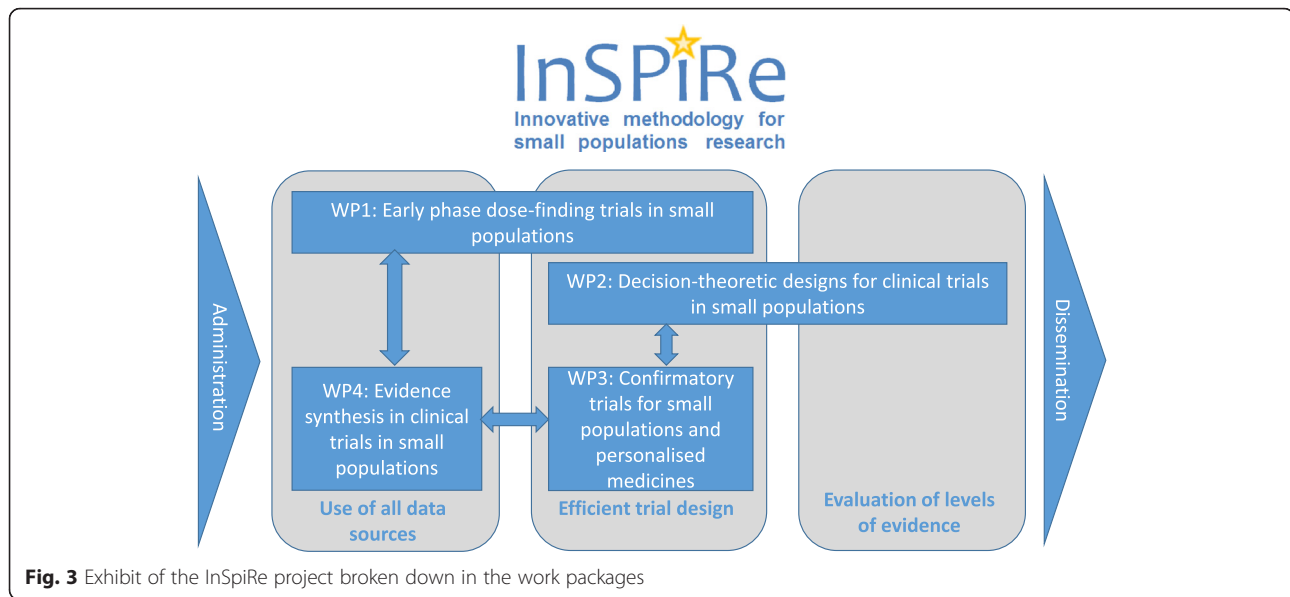 InSPiRe
Innovative methodology for
small populations research
Administration
WP1: Early phase dose-finding trials in small
populations
WP2: Decision-theoretic designs for clinical trials
in small populations
WP4: Evidence
synthesis in clinical
trials in small
populations
WP3: Confirmatory
trials for small
populations and
personalised
medicines
Use of all data
sources
Efficient trial design
Evaluation of levels
of evidence
Dissemination
Fig. 3 Exhibit of the InSpiRe project broken down in the work packages